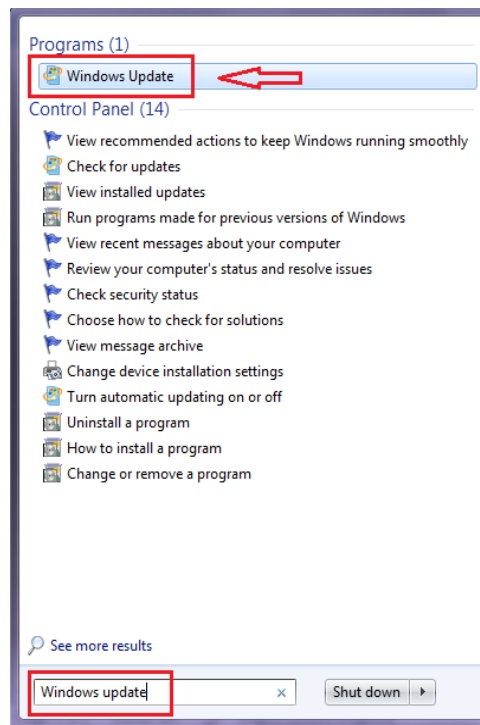 Programs (1)
Windows Update
Control Panel (14)
View recommended actions to keep Windows running smoothly
Check for updates
View installed updates
Run programs made for previous versions of Windows
View recent messages about your computer
Review your computer's status and resolve issues
Check security status
Choose how to check for solutions
View message archive
Change device installation settings
Turn automatic updating on or off
Uninstall a program
How to install a program
Change or remove a program
See more results
Windows update
Shut down